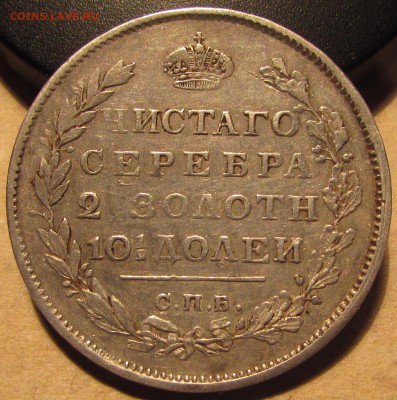 COINS.LAVE.RU
ЧИСТАГО
СЕРЕБРА
2 ЗОЛОТН
10½ ДОЛЕИ
С.П.Б.